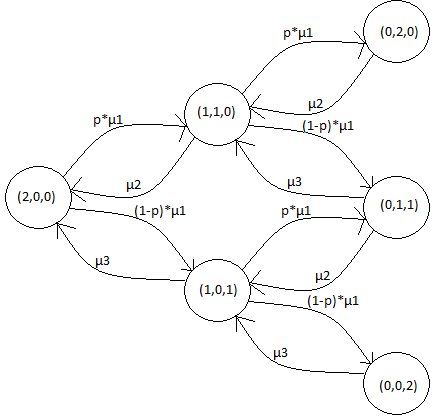 p*μ1
(0,2,0)
μ2
(1,1,0)
(1-p)*μ1
p*μ1
μ2
μ3
(2,0,0)
(1-p)*μ1
p*μ1
(0,1,1)
μ3
μ2
(1,0,1)
(1-p)*μ1
μ3
(0,0,2)